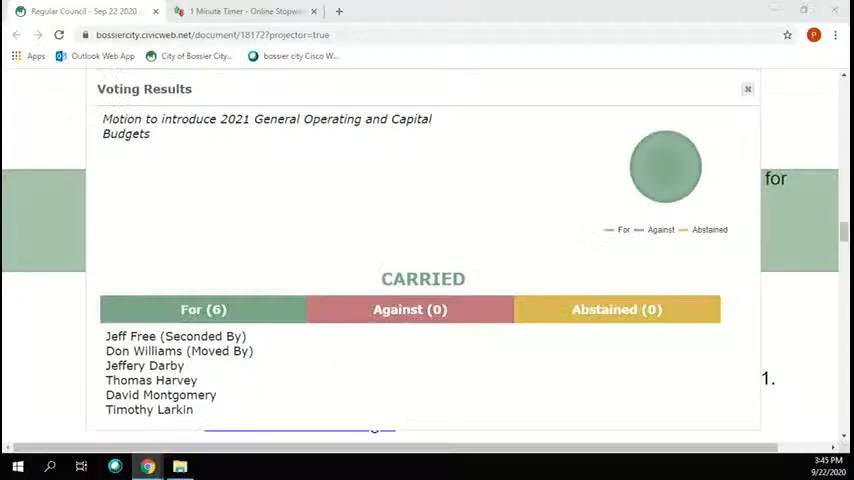 Regular Council - Sep 22 2020
1 Minute Timer - Online Stopw
bossiercity.civicweb.net/document/18172?projector=true
P
Apps
Outlook Web App
City of Bossier City...
bossier city Cisco W...
Voting Results
Motion to introduce 2021 General Operating and Capital
Budgets
for
For
Against
Abstained
CARRIED
For (6)
Against (0)
Abstained (0)
Jeff Free (Seconded By)
Don Williams (Moved By)
Jeffery Darby
Thomas Harvey
1.
David Montgomery
Timothy Larkin
3:45 PM
9/22/2020